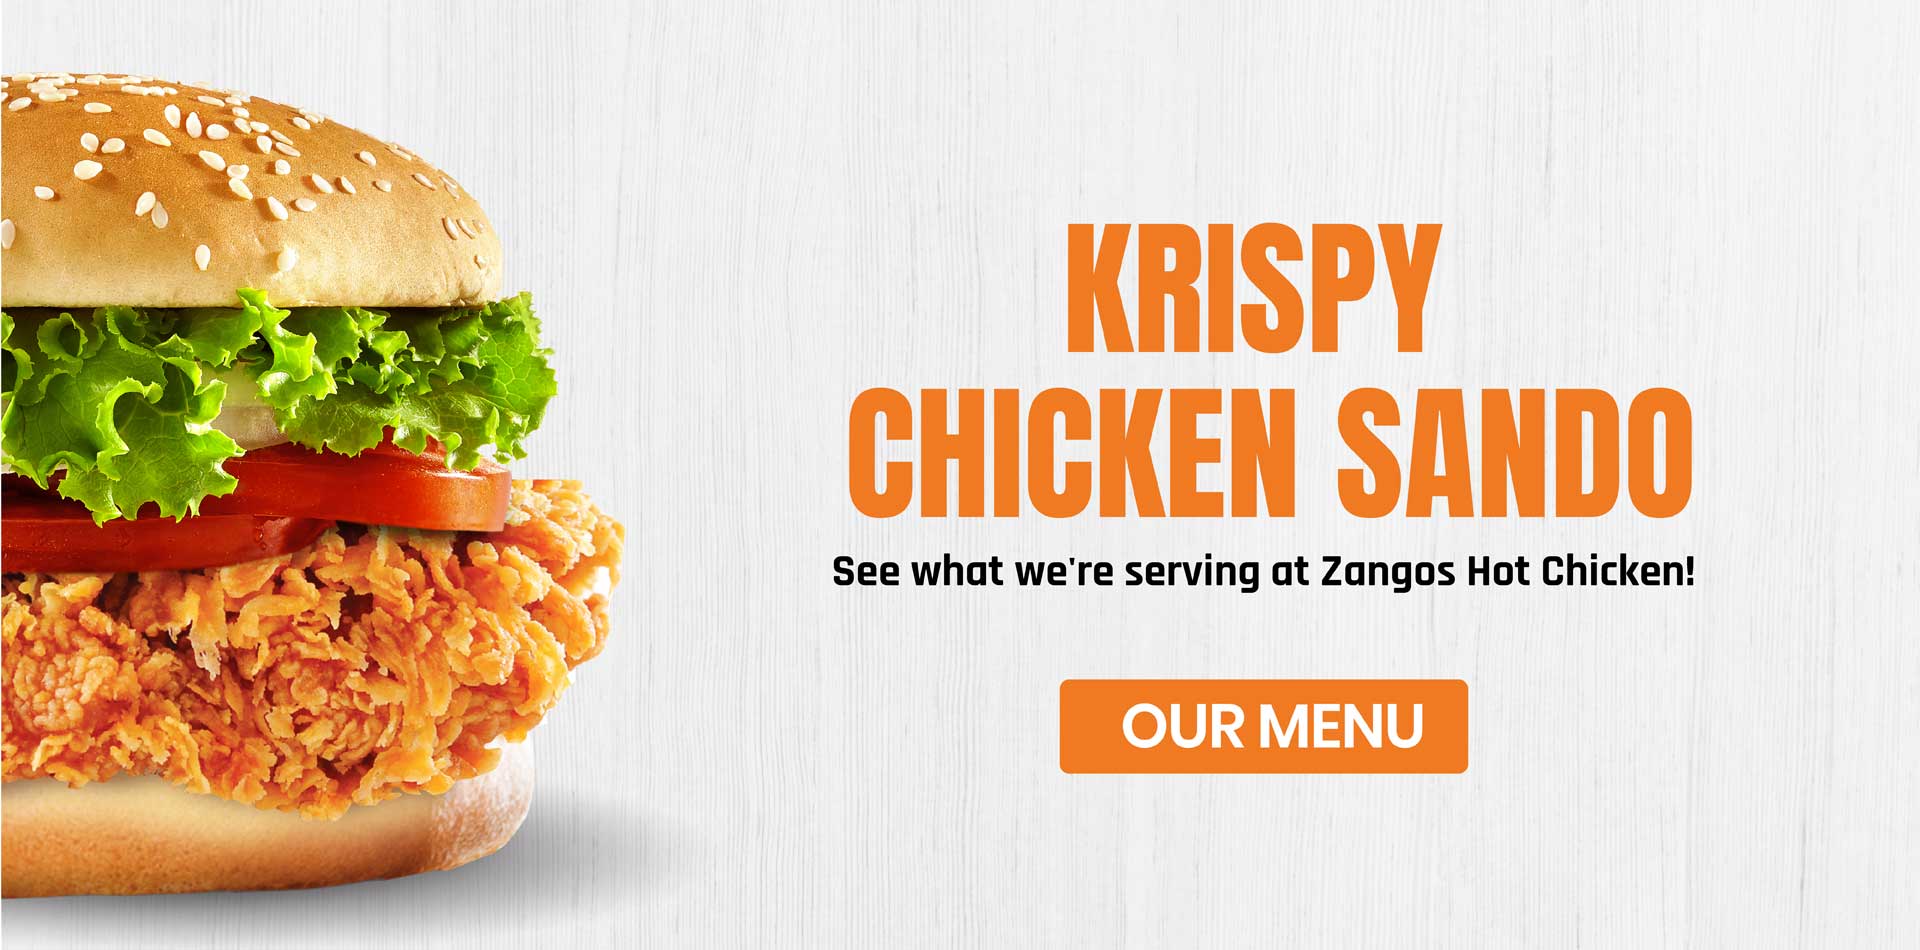 KRISPY
CHICKEN SANDO
See what we're serving at Zangos Hot Chicken!
OUR MENU